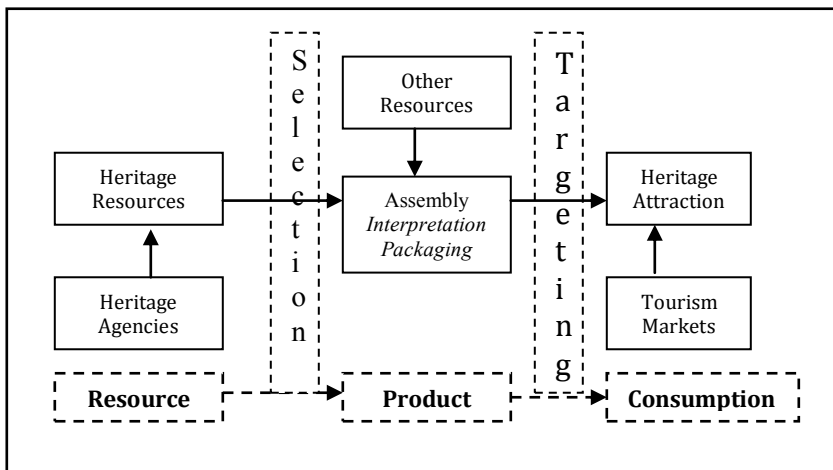 Selection
Other
Resources
Targeting
Heritage
Resources
Assembly
Interpretation
Packaging
Heritage
Attraction
Heritage
Agencies
Tourism
Markets
Resource
Product
Consumption